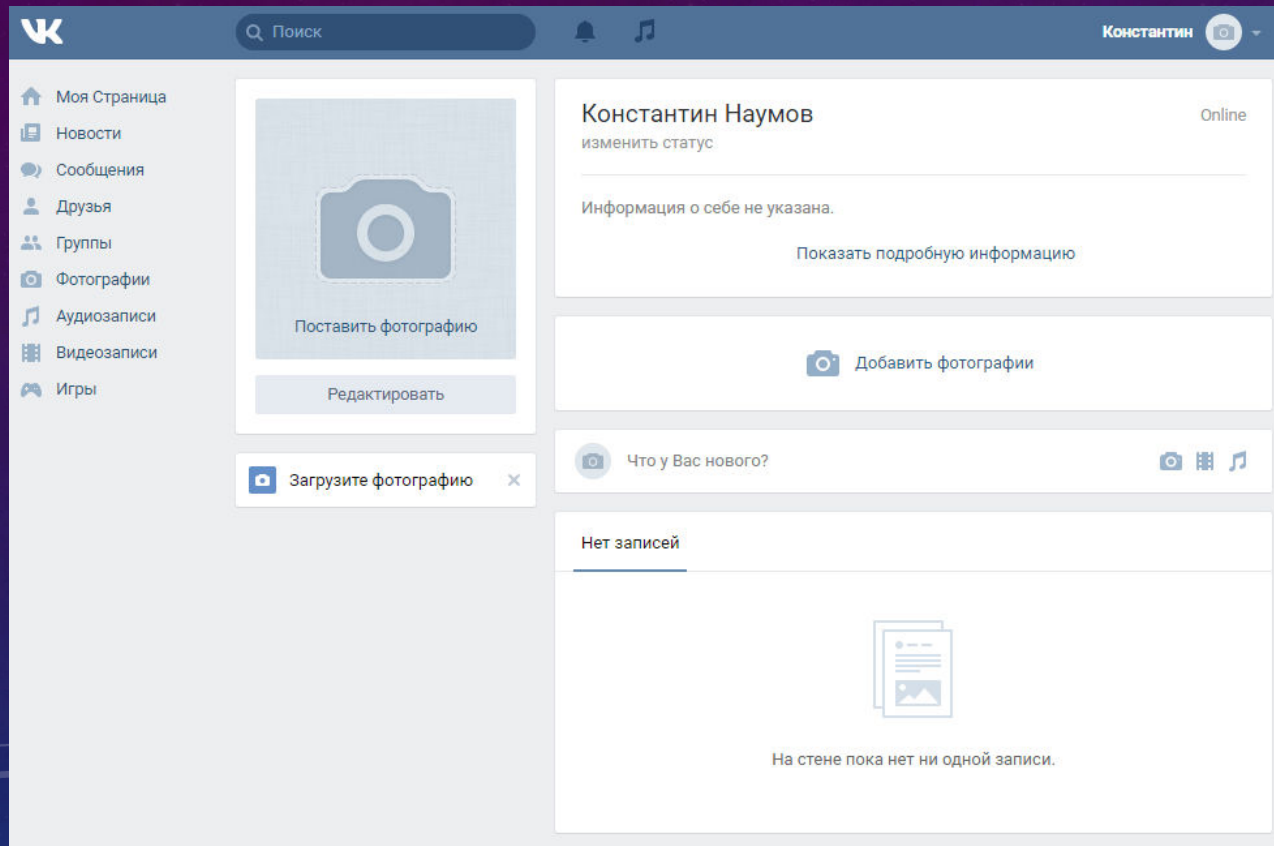 VK
Поиск
Константин
Моя Страница
Новости
Сообщения
Друзья
Группы
Фотографии
Аудиозаписи
Видеозаписи
Игры
Поставить фотографию
Редактировать
Загрузите фотографию
Константин Наумов
Online
изменить статус
Информация о себе не указана.
Показать подробную информацию
Добавить фотографии
Что у Вас нового?
Нет записей
На стене пока нет ни одной записи.